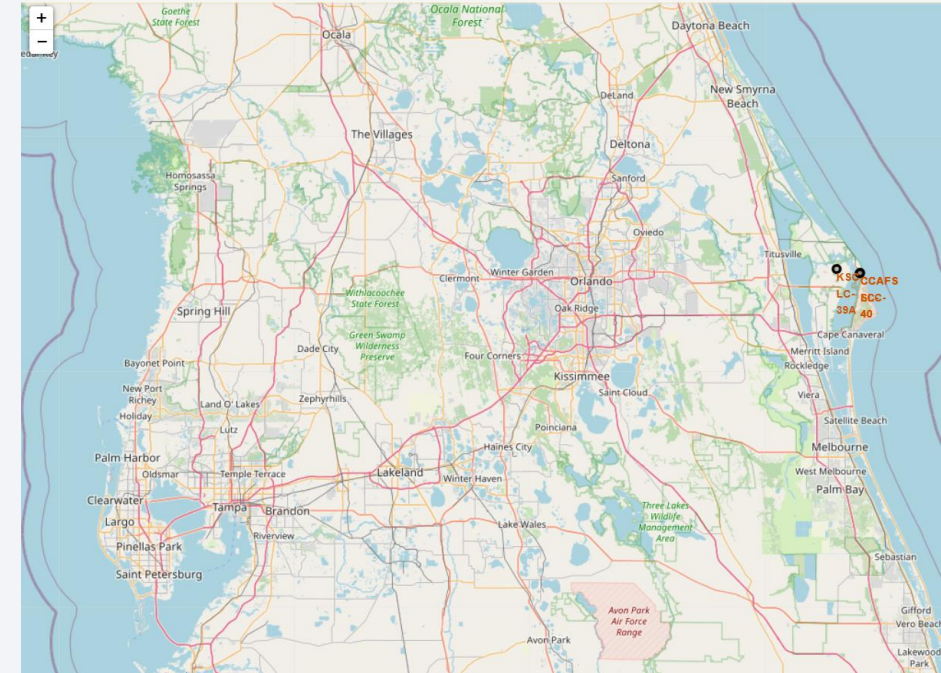 +
−
Goethe
State Forest
Ocala National
Forest
Ocala
Daytona Beach
DeLand
New Smyrna
Beach
The Villages
Deltona
Homosassa
Springs
Sanford
Oviedo
Titusville
Clermont
Winter Garden
Orlando
KSC
LC-
39A
CCAFS
40
Withlacoochee
State Forest
Spring Hill
Oak Ridge
Cape Canaveral
Green Swamp
Wilderness
Preserve
Dade City
Four Corners
Merritt Island
Rockledge
Bayonet Point
Kissimmee
New Port
Richey
Zephyrhills
Saint Cloud
Viera
Land O' Lakes
Holiday
Lutz
Poinciana
Satellite Beach
Haines City
Melbourne
Palm Harbor
Oldsmar
Temple Terrace
Lakeland
Winter Haven
West Melbourne
Palm Bay
Clearwater
Tampa
Brandon
Largo
Lake Wales
Three Lakes
Wildlife
Management
Area
Riverview
Pinellas Park
Sebastian
Saint Petersburg
Avon Park
Air Force
Range
Gifford
Vero Beach
Avon Park
Lakewood
Park